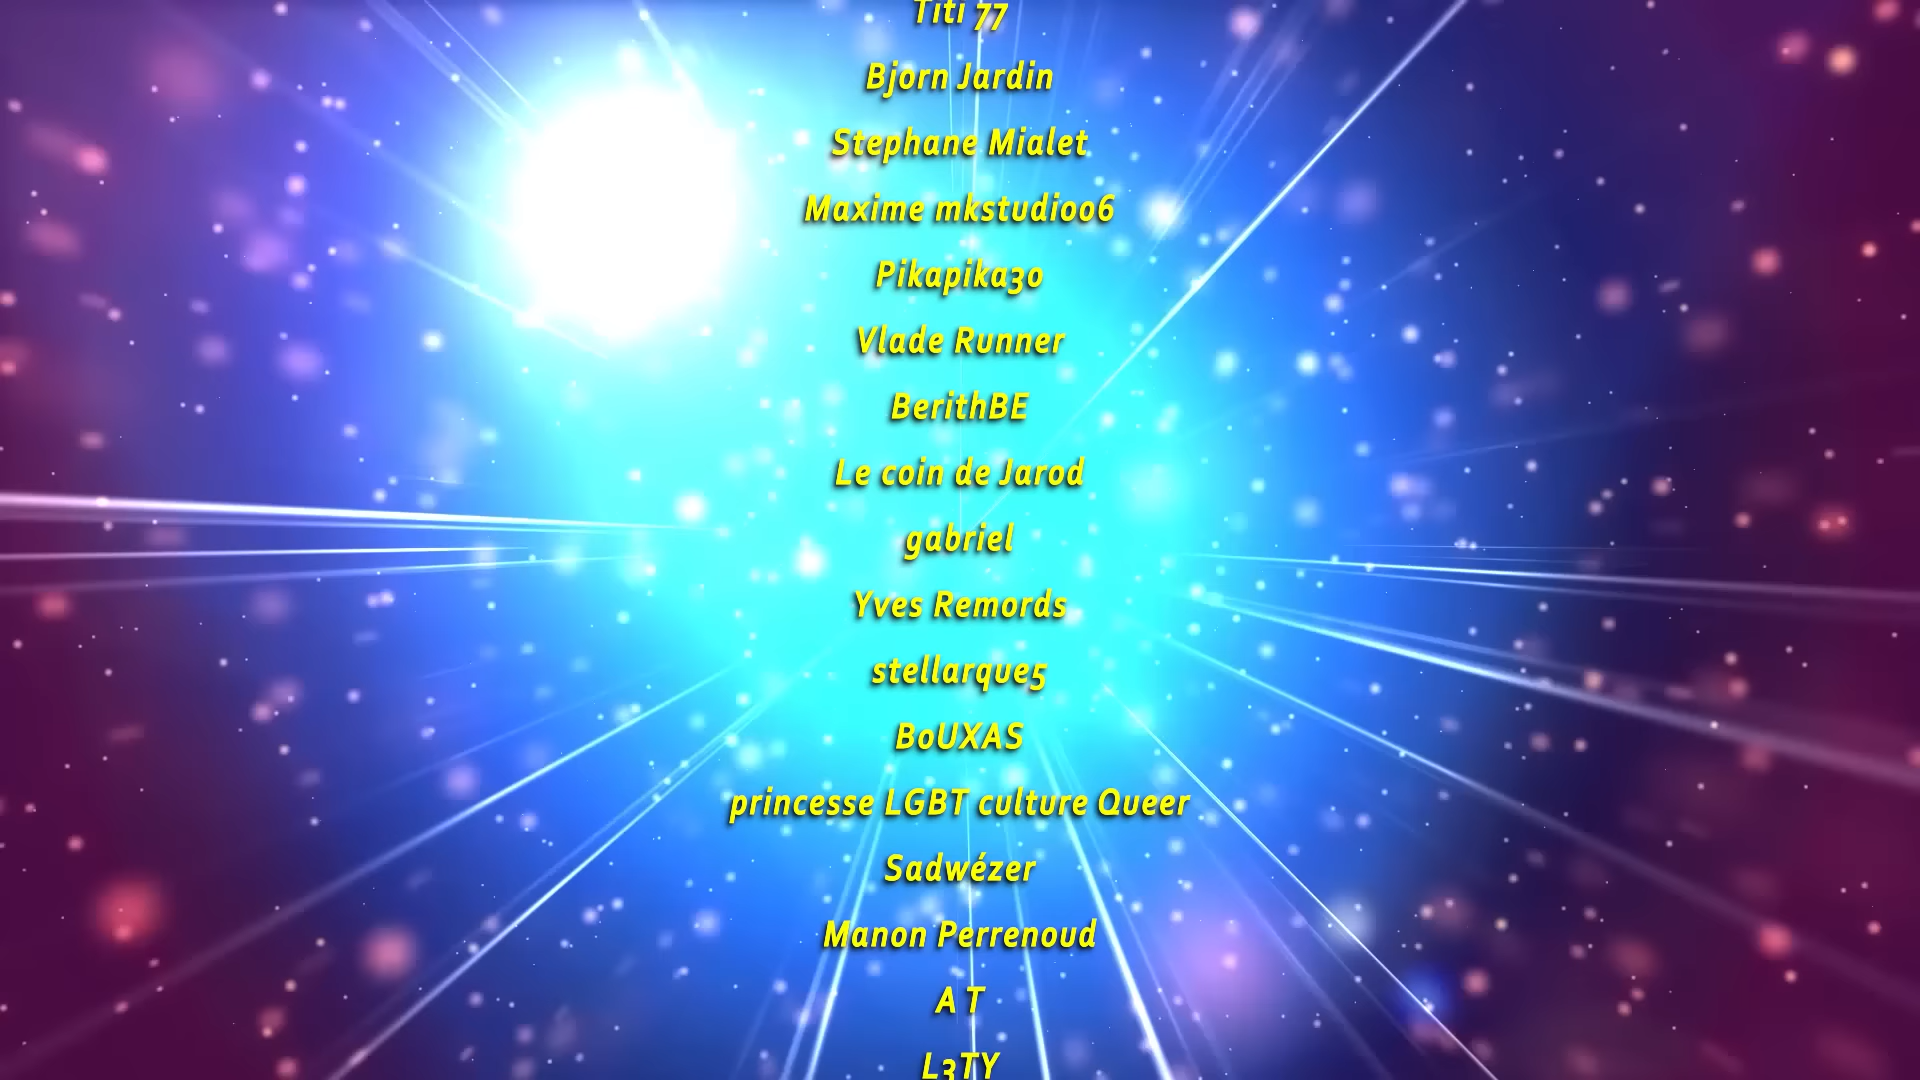 Titi 77
Bjorn Jardin
Stephane Mialet
Maxime mkstudio06
Pikapika30
Vlade Runner
BerithBE
Le coin de Jarod
gabriel
Yves Remords
stellarque5
BoUXAS
princesse LGBT culture Queer
Sadwézer
Manon Perrenoud
A T
L3TY